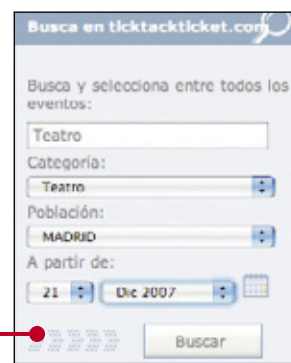 Busca en ticktackticket.com
Busca y selecciona entre todos los
eventos:
Teatro
Categoría:
Teatro
Población:
MADRID
A partir de:
21 Dic 2007
Buscar